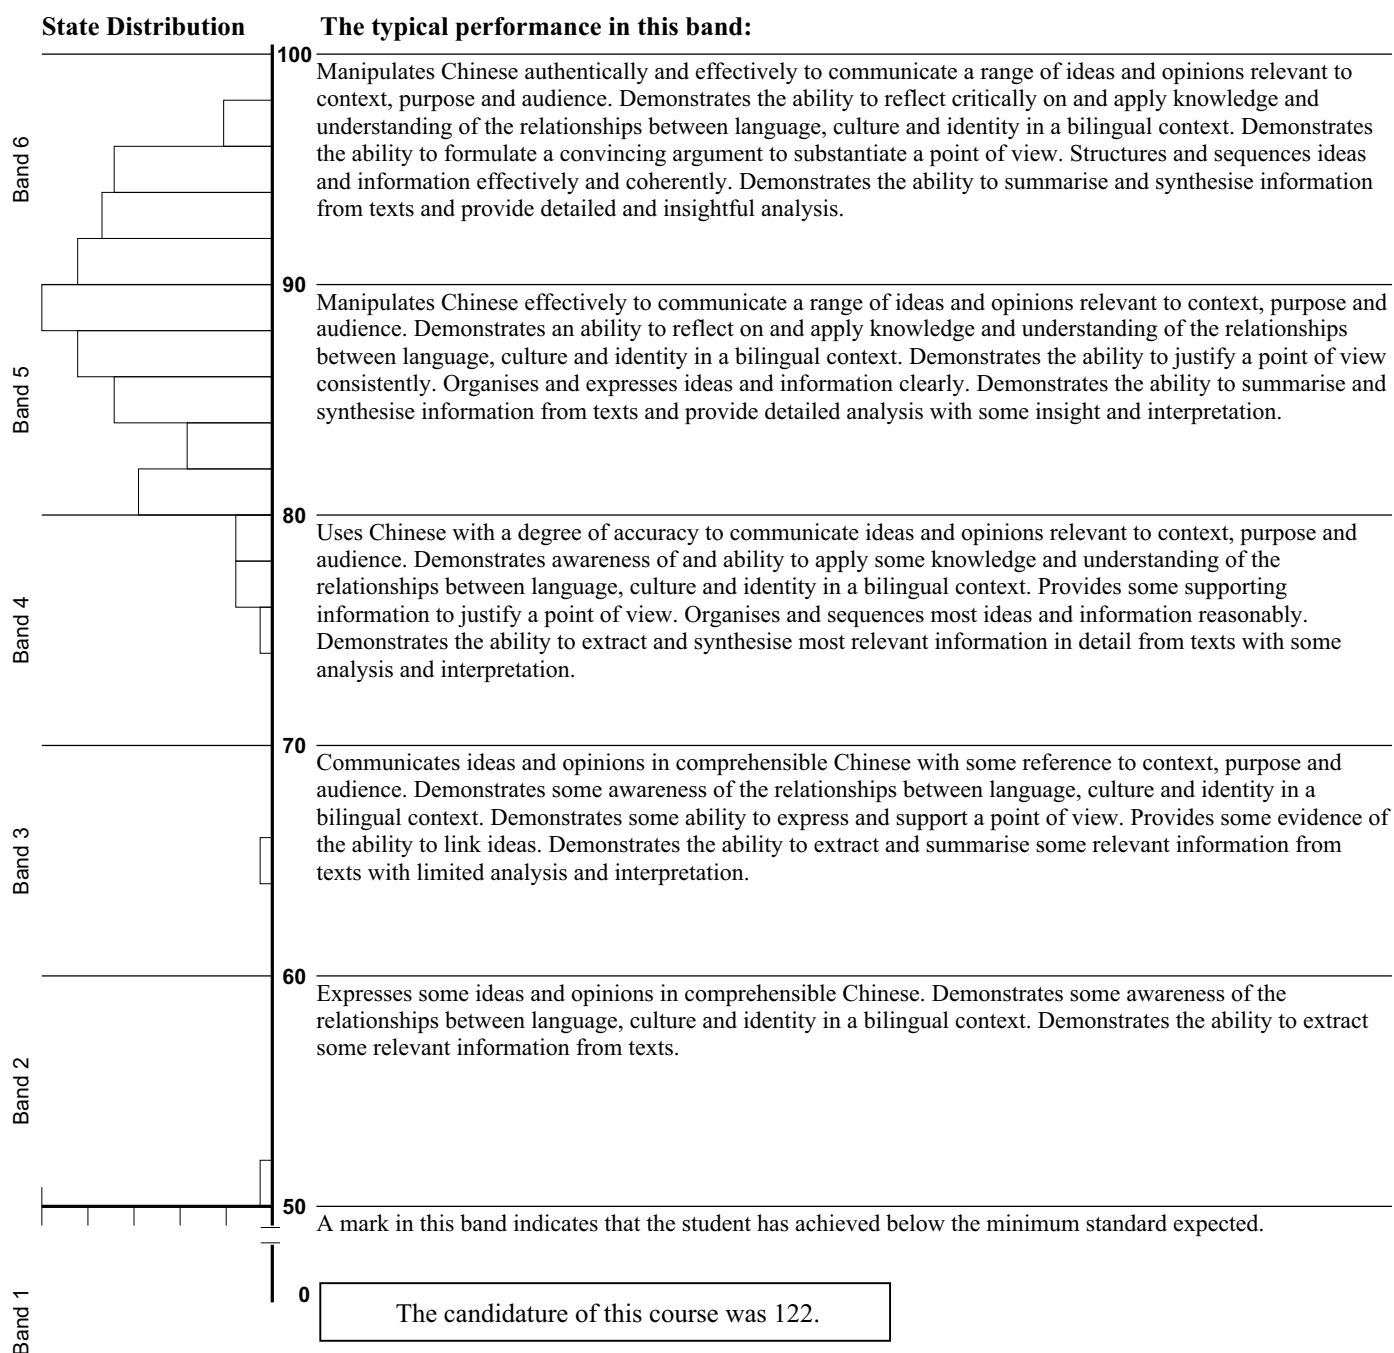 State Distribution
The typical performance in this band:
100
Manipulates Chinese authentically and effectively to communicate a range of ideas and opinions relevant to
context, purpose and audience. Demonstrates the ability to reflect critically on and apply knowledge and
understanding of the relationships between language, culture and identity in a bilingual context. Demonstrates
the ability to formulate a convincing argument to substantiate a point of view. Structures and sequences ideas
and information effectively and coherently. Demonstrates the ability to summarise and synthesise information
from texts and provide detailed and insightful analysis.
Band 6
90
Manipulates Chinese effectively to communicate a range of ideas and opinions relevant to context, purpose and
audience. Demonstrates an ability to reflect on and apply knowledge and understanding of the relationships
between language, culture and identity in a bilingual context. Demonstrates the ability to justify a point of view
consistently. Organises and expresses ideas and information clearly. Demonstrates the ability to summarise and
synthesise information from texts and provide detailed analysis with some insight and interpretation.
Band 5
80
Uses Chinese with a degree of accuracy to communicate ideas and opinions relevant to context, purpose and
audience. Demonstrates awareness of and ability to apply some knowledge and understanding of the
relationships between language, culture and identity in a bilingual context. Provides some supporting
information to justify a point of view. Organises and sequences most ideas and information reasonably.
Demonstrates the ability to extract and synthesise most relevant information in detail from texts with some
analysis and interpretation.
Band 4
70
Communicates ideas and opinions in comprehensible Chinese with some reference to context, purpose and
audience. Demonstrates some awareness of the relationships between language, culture and identity in a
bilingual context. Demonstrates some ability to express and support a point of view. Provides some evidence of
the ability to link ideas. Demonstrates the ability to extract and summarise some relevant information from
texts with limited analysis and interpretation.
Band 3
60
Expresses some ideas and opinions in comprehensible Chinese. Demonstrates some awareness of the
relationships between language, culture and identity in a bilingual context. Demonstrates the ability to extract
some relevant information from texts.
Band 2
50
A mark in this band indicates that the student has achieved below the minimum standard expected.
Band 1
0
The candidature of this course was 122.